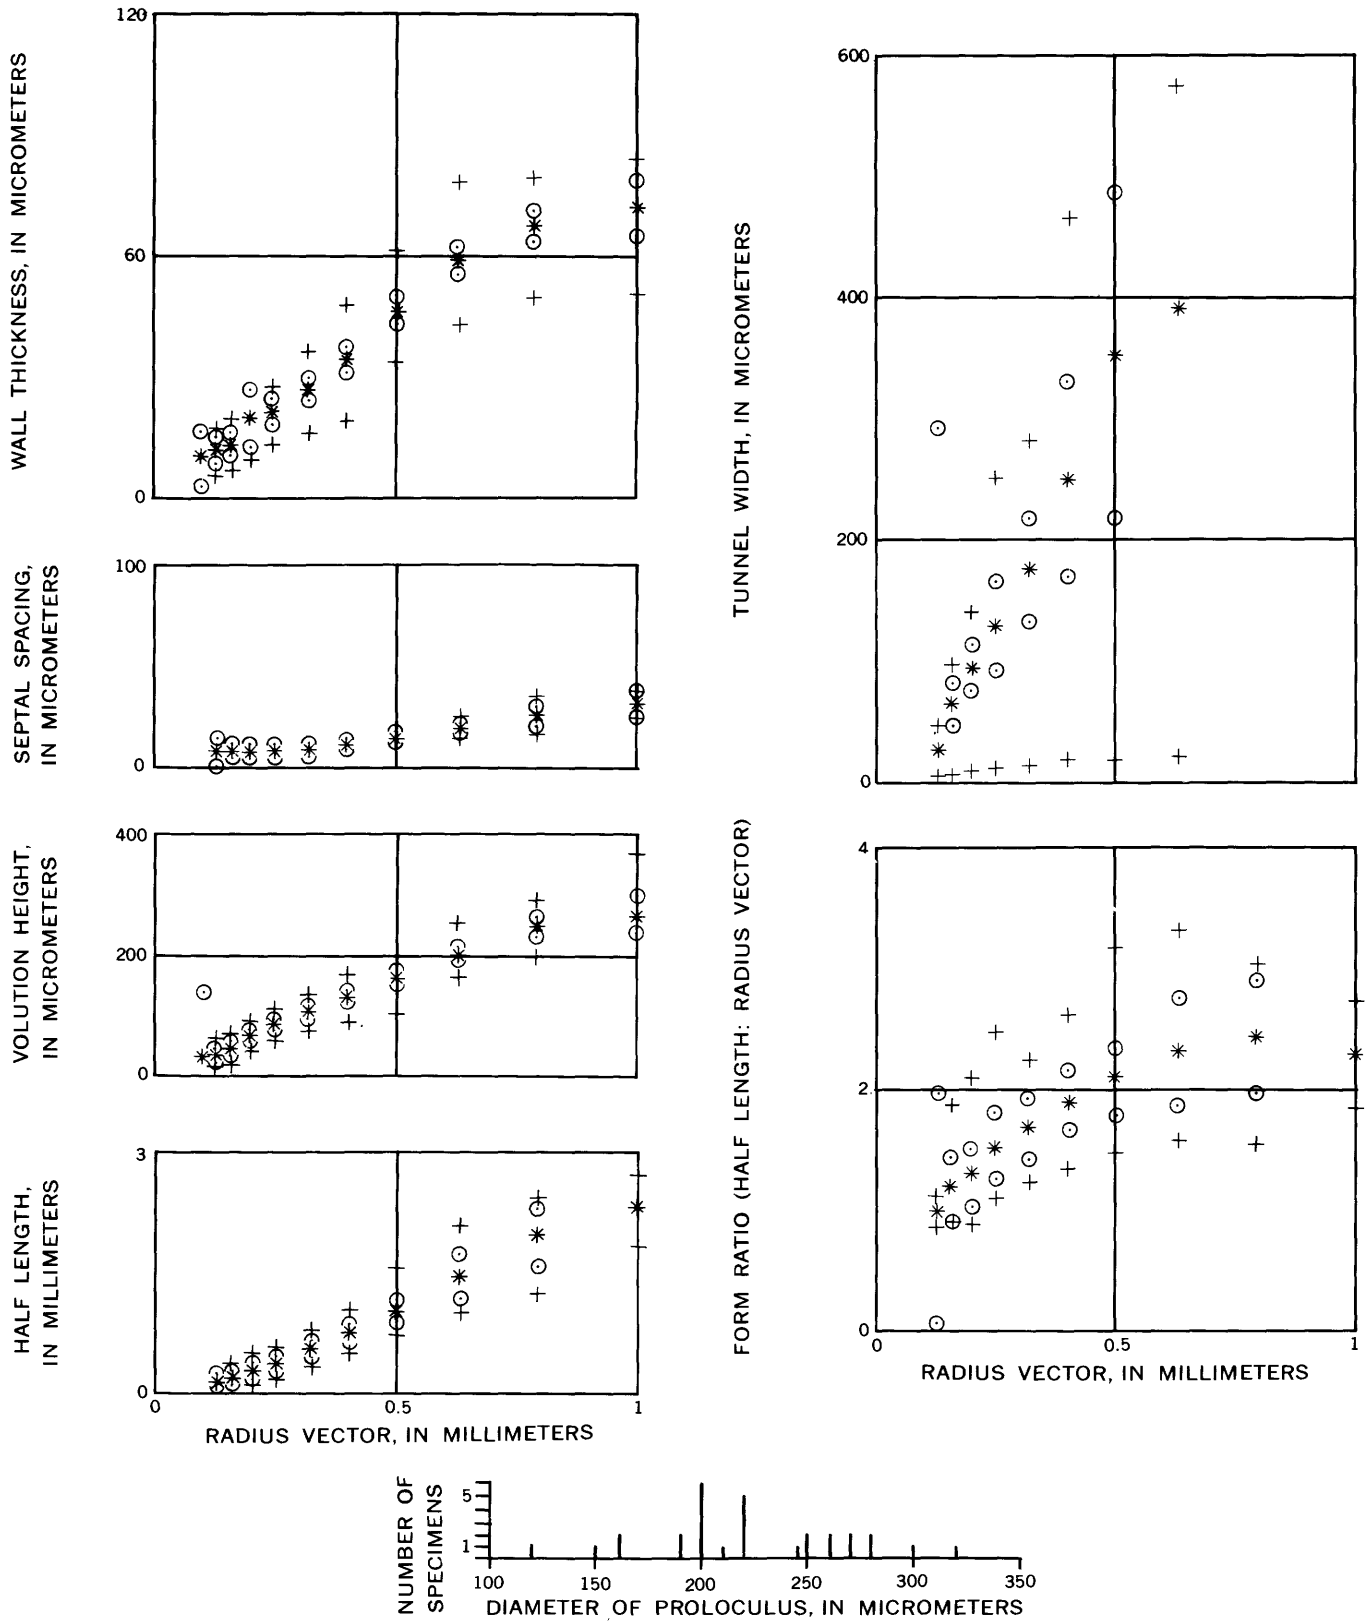 120
60
0
WALL THICKNESS, IN MICROMETERS
100
0
SEPTAL SPACING,
IN MICROMETERS
400
200
0
VOLUTION HEIGHT,
IN MICROMETERS
3
0
HALF LENGTH,
IN MILLIMETERS
0 0.5 1
RADIUS VECTOR, IN MILLIMETERS
600
400
200
0
TUNNEL WIDTH, IN MICROMETERS
4
2
0
FORM RATIO (HALF LENGTH: RADIUS VECTOR)
0 0.5 1
RADIUS VECTOR, IN MILLIMETERS
NUMBER OF
SPECIMENS
5
1
100 150 200 250 300 350
DIAMETER OF PROLOCULUS, IN MICROMETERS